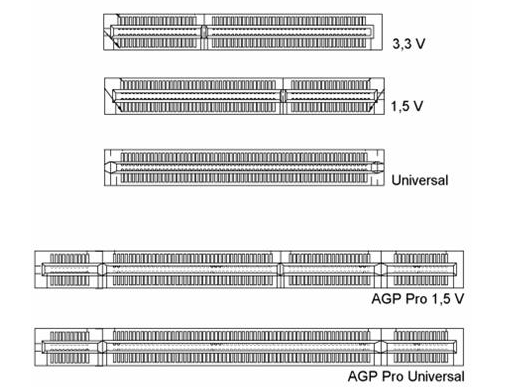 3,3 V
1,5 V
Universal
AGP Pro 1,5 V
AGP Pro Universal